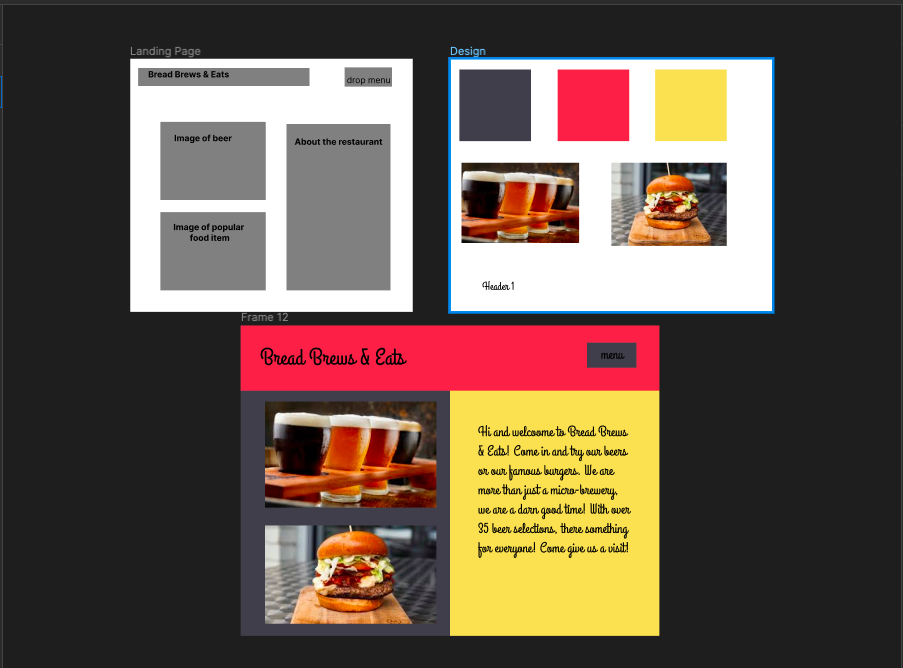 Landing Page
Design
Bread Brews & Eats
drop menu
Image of beer
About the restaurant
Image of popular
food item
Header 1
Frame 12
Bread Brews & Eats
menu
Hi and welcome to Bread Brews
& Eats! Come in and try our beers
or our famous burgers. We are
more than just a micro-brewery,
we are a darn good time! With over
35 beer selections, there something
for everyone! Come give us a visit!